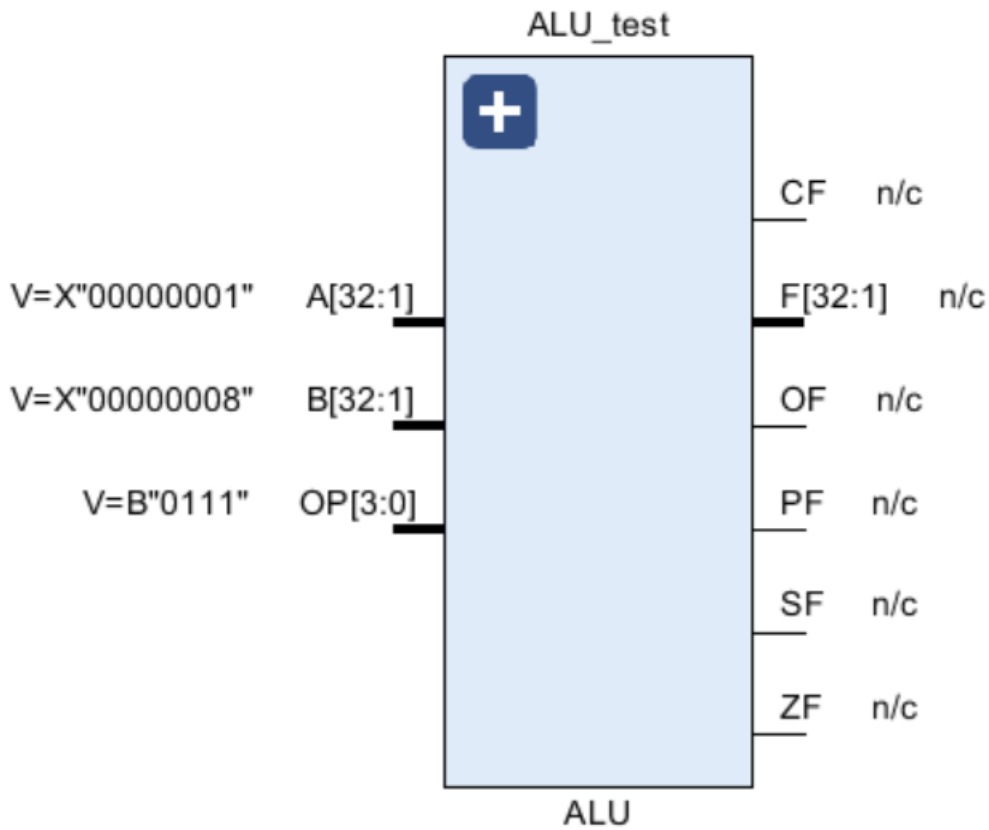 ALU_test
CF n/c
V=X"00000001" A[32:1] F[32:1] n/c
V=X"00000008" B[32:1] OF n/c
V=B"0111" OP[3:0] PF n/c
SF n/c
ZF n/c
ALU